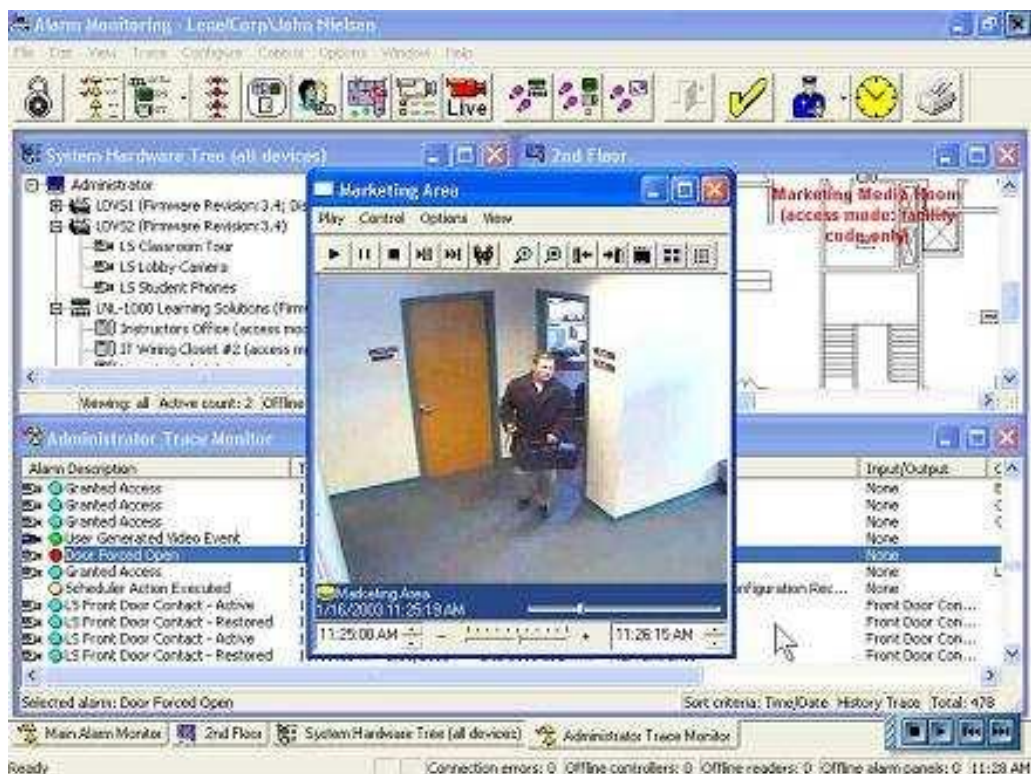 Alarm Monitoring - Lenel/Corp\John Nielsen
File Edit View Trace Configure Control Options Window Help
Live
System Hardware Tree (all devices)
Administrator
LDVS1 (Firmware Revision:3.4; Dis
LDVS2 (Firmware Revision:3.4)
LS Classroom Tour
LS Lobby Camera
LS Student Phones
LNL-1000 Learning Solutions (Firm
Instructors Office (access mod
IT Wiring Closet #2 (access m
Viewing: all Active count: 2 Offline
2nd Floor
Marketing Media Room
(access mode: facility
code only)
Marketing Area
Play Control Options View
Marketing Area
1/16/2003 11:25:19 AM
11:25:00 AM - + 11:26:15 AM
Administrator Trace Monitor
Alarm Description Input/Output
Granted Access None
Granted Access None
Granted Access None
User Generated Video Event None
Door Forced Open None
Granted Access None
Scheduler Action Executed nfiguration Rec... None
LS Front Door Contact - Active Front Door Con...
LS Front Door Contact - Restored Front Door Con...
LS Front Door Contact - Active Front Door Con...
LS Front Door Contact - Restored Front Door Con...
Selected alarm: Door Forced Open Sort criteria: Time/Date History Trace Total: 478
Main Alarm Monitor 2nd Floor System Hardware Tree (all devices) Administrator Trace Monitor
Ready Connection errors: 0 Offline controllers: 0 Offline readers: 0 Offline alarm panels: 0 11:28 AM